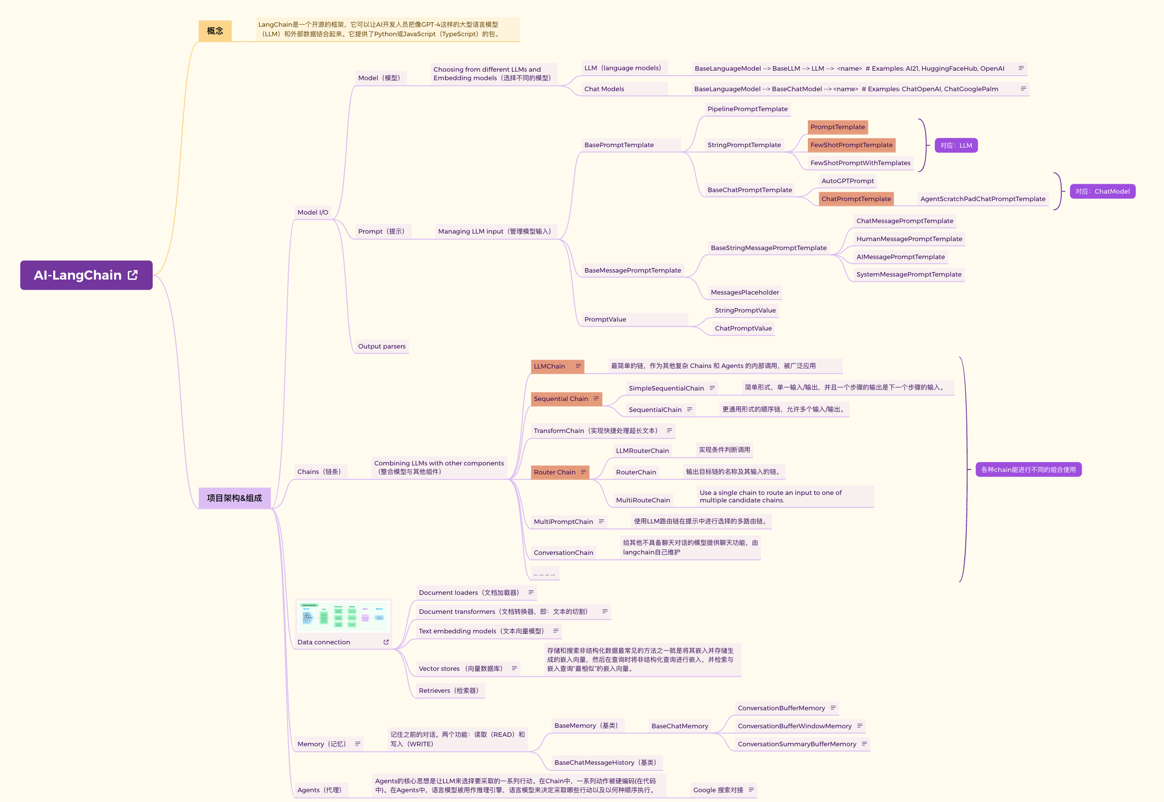 AI-LangChain
概念
LangChain是一个开源的框架，它可以让AI开发人员把像GPT-4这样的大型语言模型
（LLM）和外部数据结合起来。它提供了Python或JavaScript（TypeScript）的包。
项目架构&组成
Model I/O
Model（模型）
Choosing from different LLMs and
Embedding models（选择不同的模型）
LLM（language models）
BaseLanguageModel --> BaseLLM --> LLM --> <name> # Examples: AI21, HuggingFaceHub, OpenAI
Chat Models
BaseLanguageModel --> BaseChatModel --> <name> # Examples: ChatOpenAI, ChatGooglePalm
Prompt（提示）
Managing LLM input（管理模型输入）
BasePromptTemplate
PipelinePromptTemplate
StringPromptTemplate
PromptTemplate
FewShotPromptTemplate
FewShotPromptWithTemplates
对应：LLM
BaseChatPromptTemplate
AutoGPTPrompt
ChatPromptTemplate
AgentScratchPadChatPromptTemplate
对应：ChatModel
BaseMessagePromptTemplate
BaseStringMessagePromptTemplate
ChatMessagePromptTemplate
HumanMessagePromptTemplate
AIMessagePromptTemplate
SystemMessagePromptTemplate
MessagesPlaceholder
PromptValue
StringPromptValue
ChatPromptValue
Output parsers
Chains（链条）
Combining LLMs with other components
（整合模型与其他组件）
LLMChain
最简单的链，作为其他复杂 Chains 和 Agents 的内部调用，被广泛应用
Sequential Chain
SimpleSequentialChain
简单形式，单一输入/输出，并且一个步骤的输出是下一个步骤的输入。
SequentialChain
更通用形式的顺序链，允许多个输入/输出。
TransformChain（实现快捷处理超长文本）
Router Chain
LLMRouterChain
实现条件判断调用
RouterChain
输出目标链的名称及其输入的链。
MultiRouteChain
Use a single chain to route an input to one of
multiple candidate chains.
MultiPromptChain
使用LLM路由链在提示中进行选择的多路由链。
ConversationChain
给其他不具备聊天对话的模型提供聊天功能，由
langchain自己维护
... ... ... ...
各种chain能进行不同的组合使用
Data connection
Document loaders（文档加载器）
Document transformers（文档转换器，即：文本的切割）
Text embedding models（文本向量模型）
Vector stores （向量数据库）
存储和搜索非结构化数据最常见的方法之一就是将其嵌入并存储生
成的嵌入向量，然后在查询时将非结构化查询进行嵌入，并检索与
嵌入查询“最相似”的嵌入向量。
Retrievers（检索器）
Memory（记忆）
记住之前的对话。两个功能：读取（READ）和
写入（WRITE）
BaseMemory（基类）
BaseChatMemory
ConversationBufferMemory
ConversationBufferWindowMemory
ConversationSummaryBufferMemory
BaseChatMessageHistory（基类）
Agents（代理）
Agents的核心思想是让LLM来选择要采取的一系列行动。在Chain中，一系列动作被硬编码(在代码
中)。在Agents中，语言模型被用作推理引擎，语言模型来决定采取哪些行动以及以何种顺序执行。
Google 搜索对接